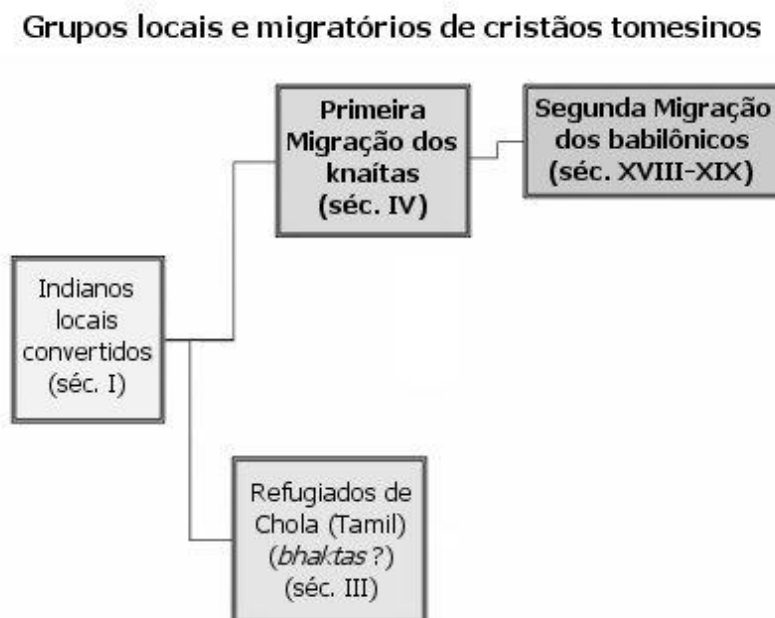 Grupos locais e migratórios de cristãos tomesinos
Primeira
Migração dos
knaítas
(séc. IV)
Segunda Migração
dos babilônicos
(séc. XVIII-XIX)
Indianos
locais
convertidos
(séc. I)
Refugiados de
Chola (Tamil)
(bhaktas?)
(séc. III)